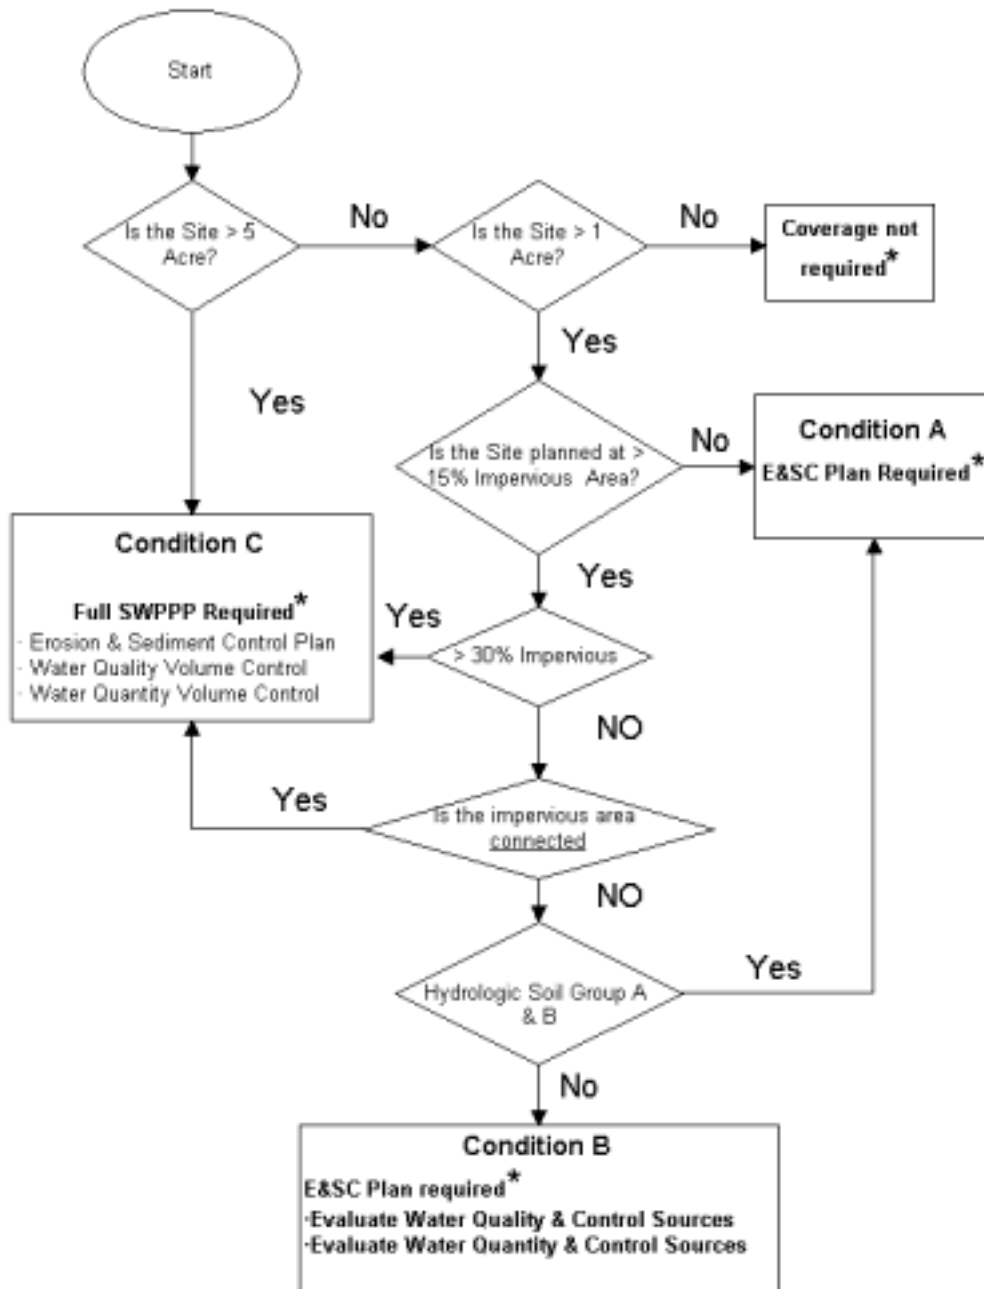 Start
Is the Site > 5
Acre?
No
Is the Site > 1
Acre?
No
Coverage not
required*
Yes
Yes
Is the Site planned at >
15% Impervious Area?
No
Condition A
E&SC Plan Required*
Condition C
Full SWPPP Required*
· Erosion & Sediment Control Plan
· Water Quality Volume Control
· Water Quantity Volume Control
Yes
Yes
> 30% Impervious
NO
Yes
Is the impervious area
connected
NO
Hydrologic Soil Group A
& B
Yes
No
Condition B
E&SC Plan required*
·Evaluate Water Quality & Control Sources
·Evaluate Water Quantity & Control Sources